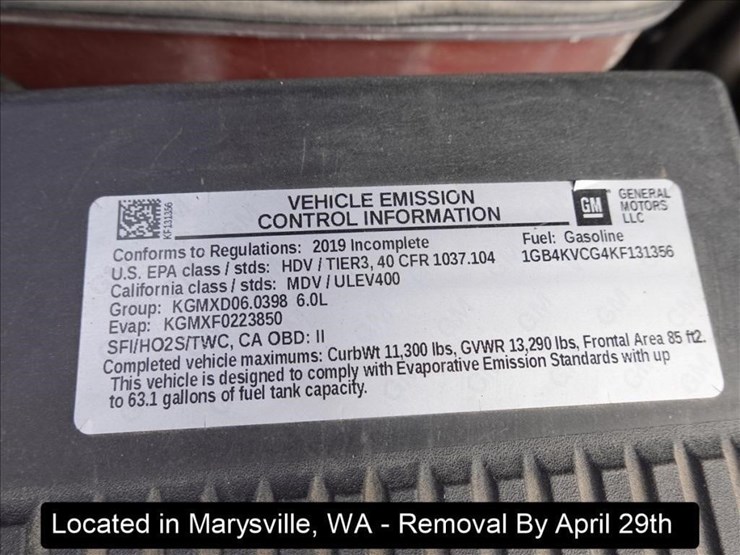 VEHICLE EMISSION
CONTROL INFORMATION
GM
GENERAL
MOTORS
LLC
KF131356
Conforms to Regulations: 2019 Incomplete
Fuel: Gasoline
U.S. EPA class / stds: HDV / TIER3, 40 CFR 1037.104
1GB4KVCG4KF131356
California class / stds: MDV / ULEV400
Group: KGMXD06.0398 6.0L
Evap: KGMXF0223850
SFI/HO2S/TWC, CA OBD: II
Completed vehicle maximums: CurbWt 11,300 lbs, GVWR 13,290 lbs, Frontal Area 85 ft2.
This vehicle is designed to comply with Evaporative Emission Standards with up
to 63.1 gallons of fuel tank capacity.
Located in Marysville, WA - Removal By April 29th